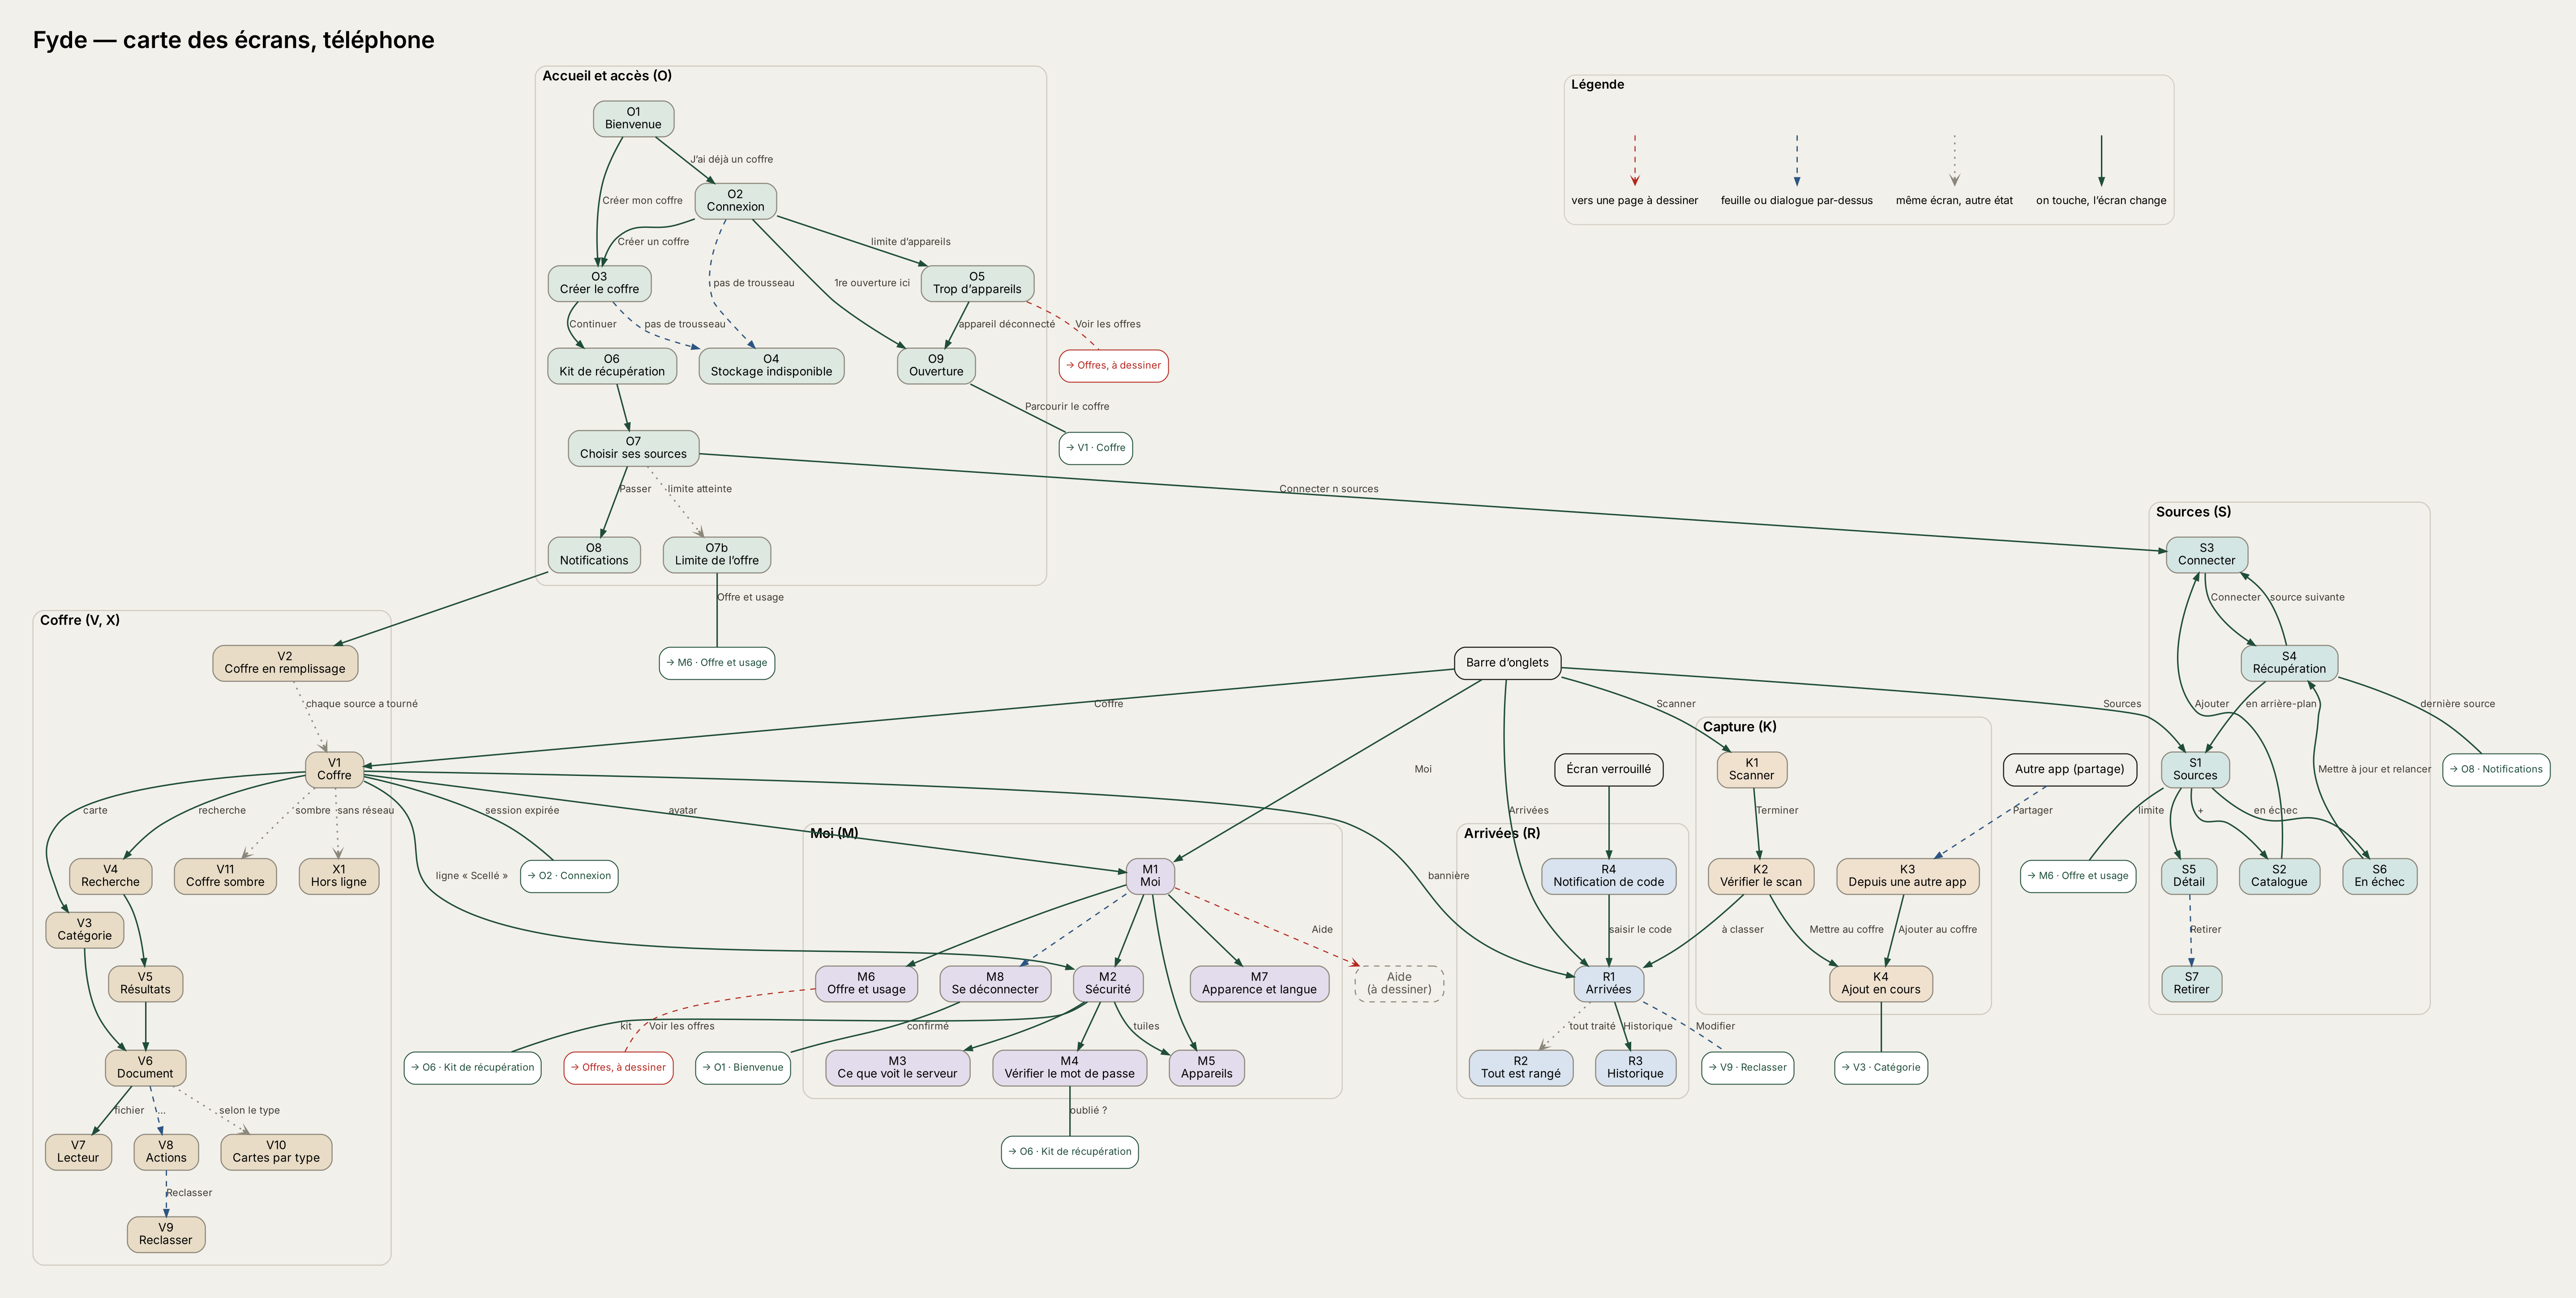 Fyde — carte des écrans, téléphone
Accueil et accès (O)
O1
Bienvenue
J’ai déjà un coffre
Créer mon coffre
O2
Connexion
Créer un coffre
limite d’appareils
pas de trousseau
1re ouverture ici
O3
Créer le coffre
O5
Trop d’appareils
Continuer
pas de trousseau
appareil déconnecté
Voir les offres
O6
Kit de récupération
O4
Stockage indisponible
O9
Ouverture
→ Offres, à dessiner
Parcourir le coffre
→ V1 · Coffre
O7
Choisir ses sources
Passer
limite atteinte
Connecter n sources
O8
Notifications
O7b
Limite de l’offre
Offre et usage
→ M6 · Offre et usage
Légende
vers une page à dessiner
feuille ou dialogue par-dessus
même écran, autre état
on touche, l’écran change
Sources (S)
S3
Connecter
Connecter
source suivante
S4
Récupération
Ajouter
en arrière-plan
dernière source
S1
Sources
Mettre à jour et relancer
→ O8 · Notifications
limite
+
en échec
→ M6 · Offre et usage
S5
Détail
S2
Catalogue
S6
En échec
Retirer
S7
Retirer
Barre d’onglets
Coffre
Moi
Arrivées
Scanner
Sources
Coffre (V, X)
V2
Coffre en remplissage
chaque source a tourné
V1
Coffre
carte
recherche
sombre
sans réseau
session expirée
avatar
ligne « Scellé »
bannière
V4
Recherche
V11
Coffre sombre
X1
Hors ligne
→ O2 · Connexion
V3
Catégorie
V5
Résultats
V6
Document
fichier
...
selon le type
V7
Lecteur
V8
Actions
V10
Cartes par type
Reclasser
V9
Reclasser
Moi (M)
M1
Moi
Aide
M6
Offre et usage
M8
Se déconnecter
M2
Sécurité
M7
Apparence et langue
Aide
(à dessiner)
kit
Voir les offres
confirmé
tuiles
→ O6 · Kit de récupération
→ Offres, à dessiner
→ O1 · Bienvenue
M3
Ce que voit le serveur
M4
Vérifier le mot de passe
M5
Appareils
oublié ?
→ O6 · Kit de récupération
Écran verrouillé
Arrivées (R)
R4
Notification de code
saisir le code
R1
Arrivées
tout traité
Historique
Modifier
R2
Tout est rangé
R3
Historique
→ V9 · Reclasser
Capture (K)
K1
Scanner
Terminer
Autre app (partage)
Partager
K2
Vérifier le scan
K3
Depuis une autre app
à classer
Mettre au coffre
Ajouter au coffre
K4
Ajout en cours
→ V3 · Catégorie